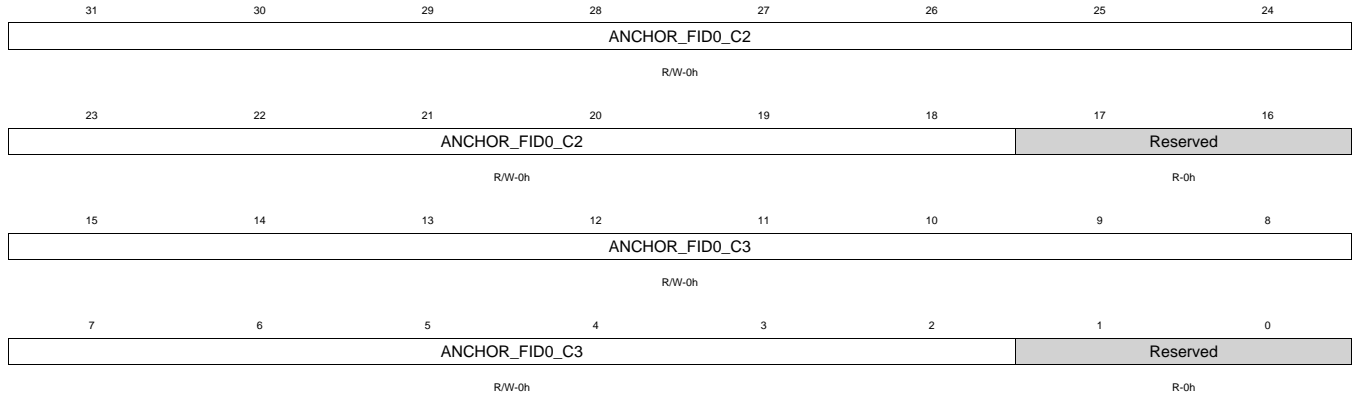 31 30 29 28 27 26 25 24
ANCHOR_FID0_C2
R/W-0h
23 22 21 20 19 18 17 16
ANCHOR_FID0_C2 Reserved
R/W-0h R-0h
15 14 13 12 11 10 9 8
ANCHOR_FID0_C3
R/W-0h
7 6 5 4 3 2 1 0
ANCHOR_FID0_C3 Reserved
R/W-0h R-0h